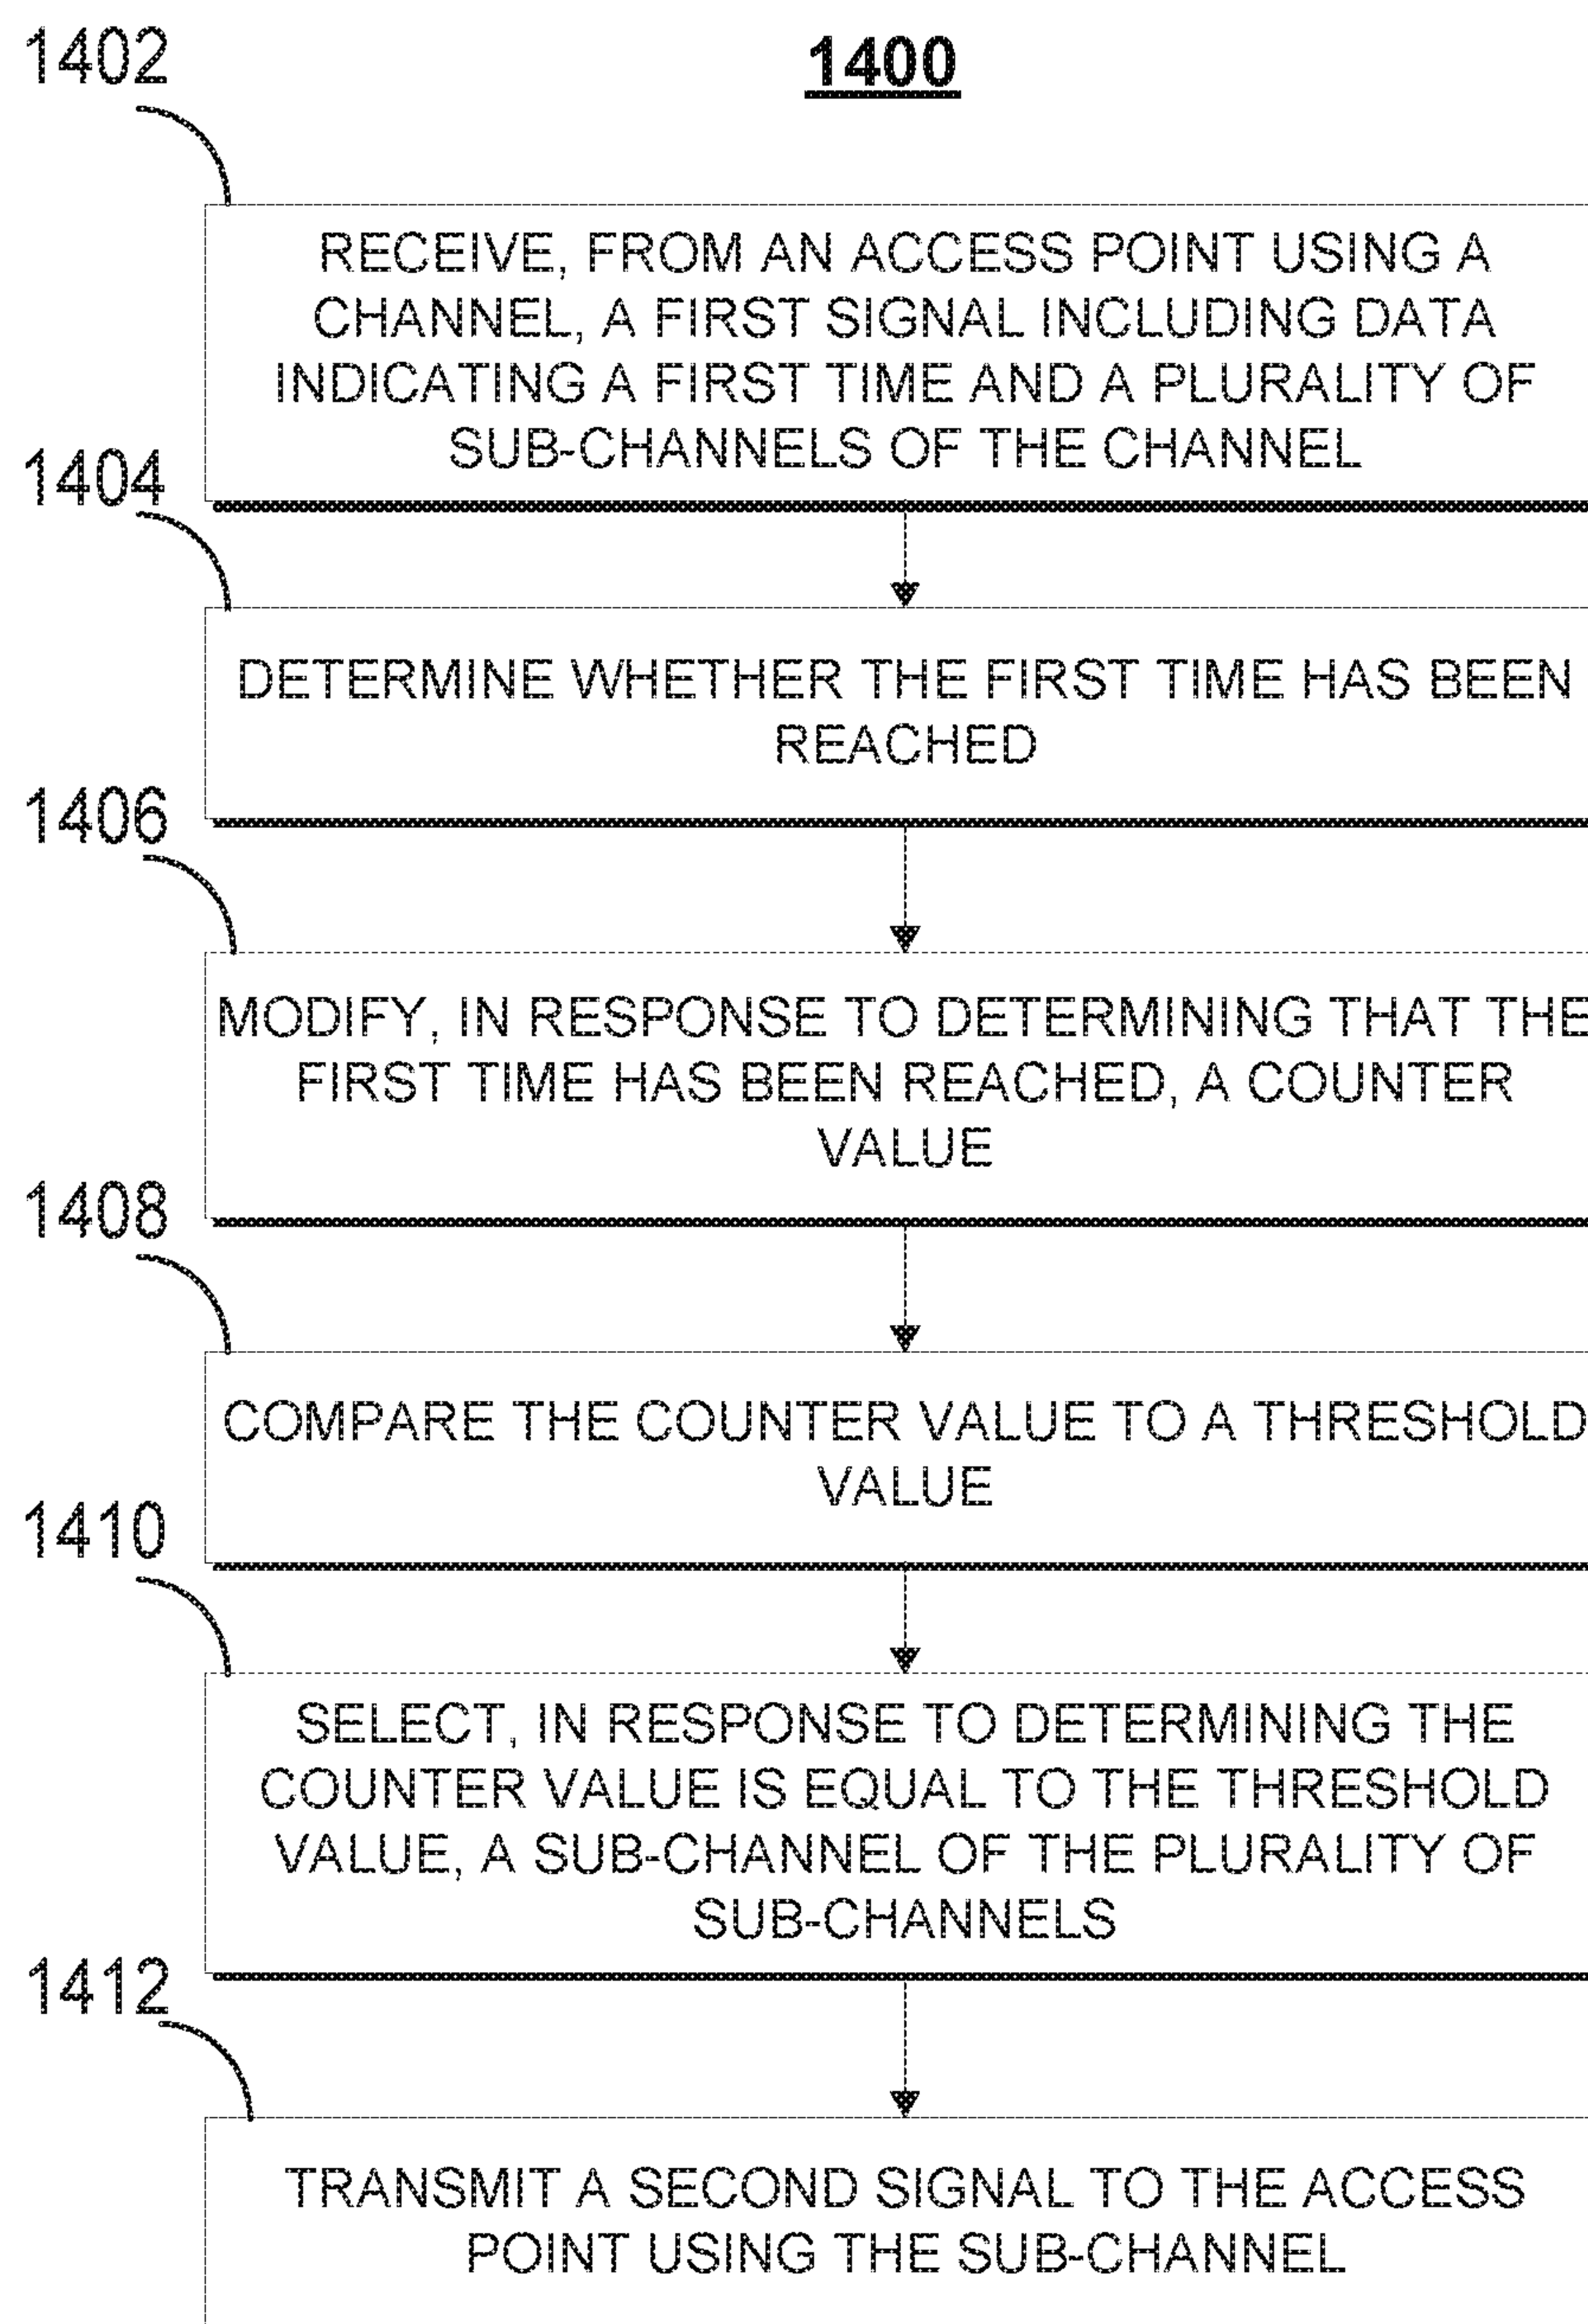 1402
1400
RECEIVE, FROM AN ACCESS POINT USING A
CHANNEL, A FIRST SIGNAL INCLUDING DATA
INDICATING A FIRST TIME AND A PLURALITY OF
SUB-CHANNELS OF THE CHANNEL
1404
DETERMINE WHETHER THE FIRST TIME HAS BEEN
REACHED
1406
MODIFY, IN RESPONSE TO DETERMINING THAT THE
FIRST TIME HAS BEEN REACHED, A COUNTER
VALUE
1408
COMPARE THE COUNTER VALUE TO A THRESHOLD
VALUE
1410
SELECT, IN RESPONSE TO DETERMINING THE
COUNTER VALUE IS EQUAL TO THE THRESHOLD
VALUE, A SUB-CHANNEL OF THE PLURALITY OF
SUB-CHANNELS
1412
TRANSMIT A SECOND SIGNAL TO THE ACCESS
POINT USING THE SUB-CHANNEL